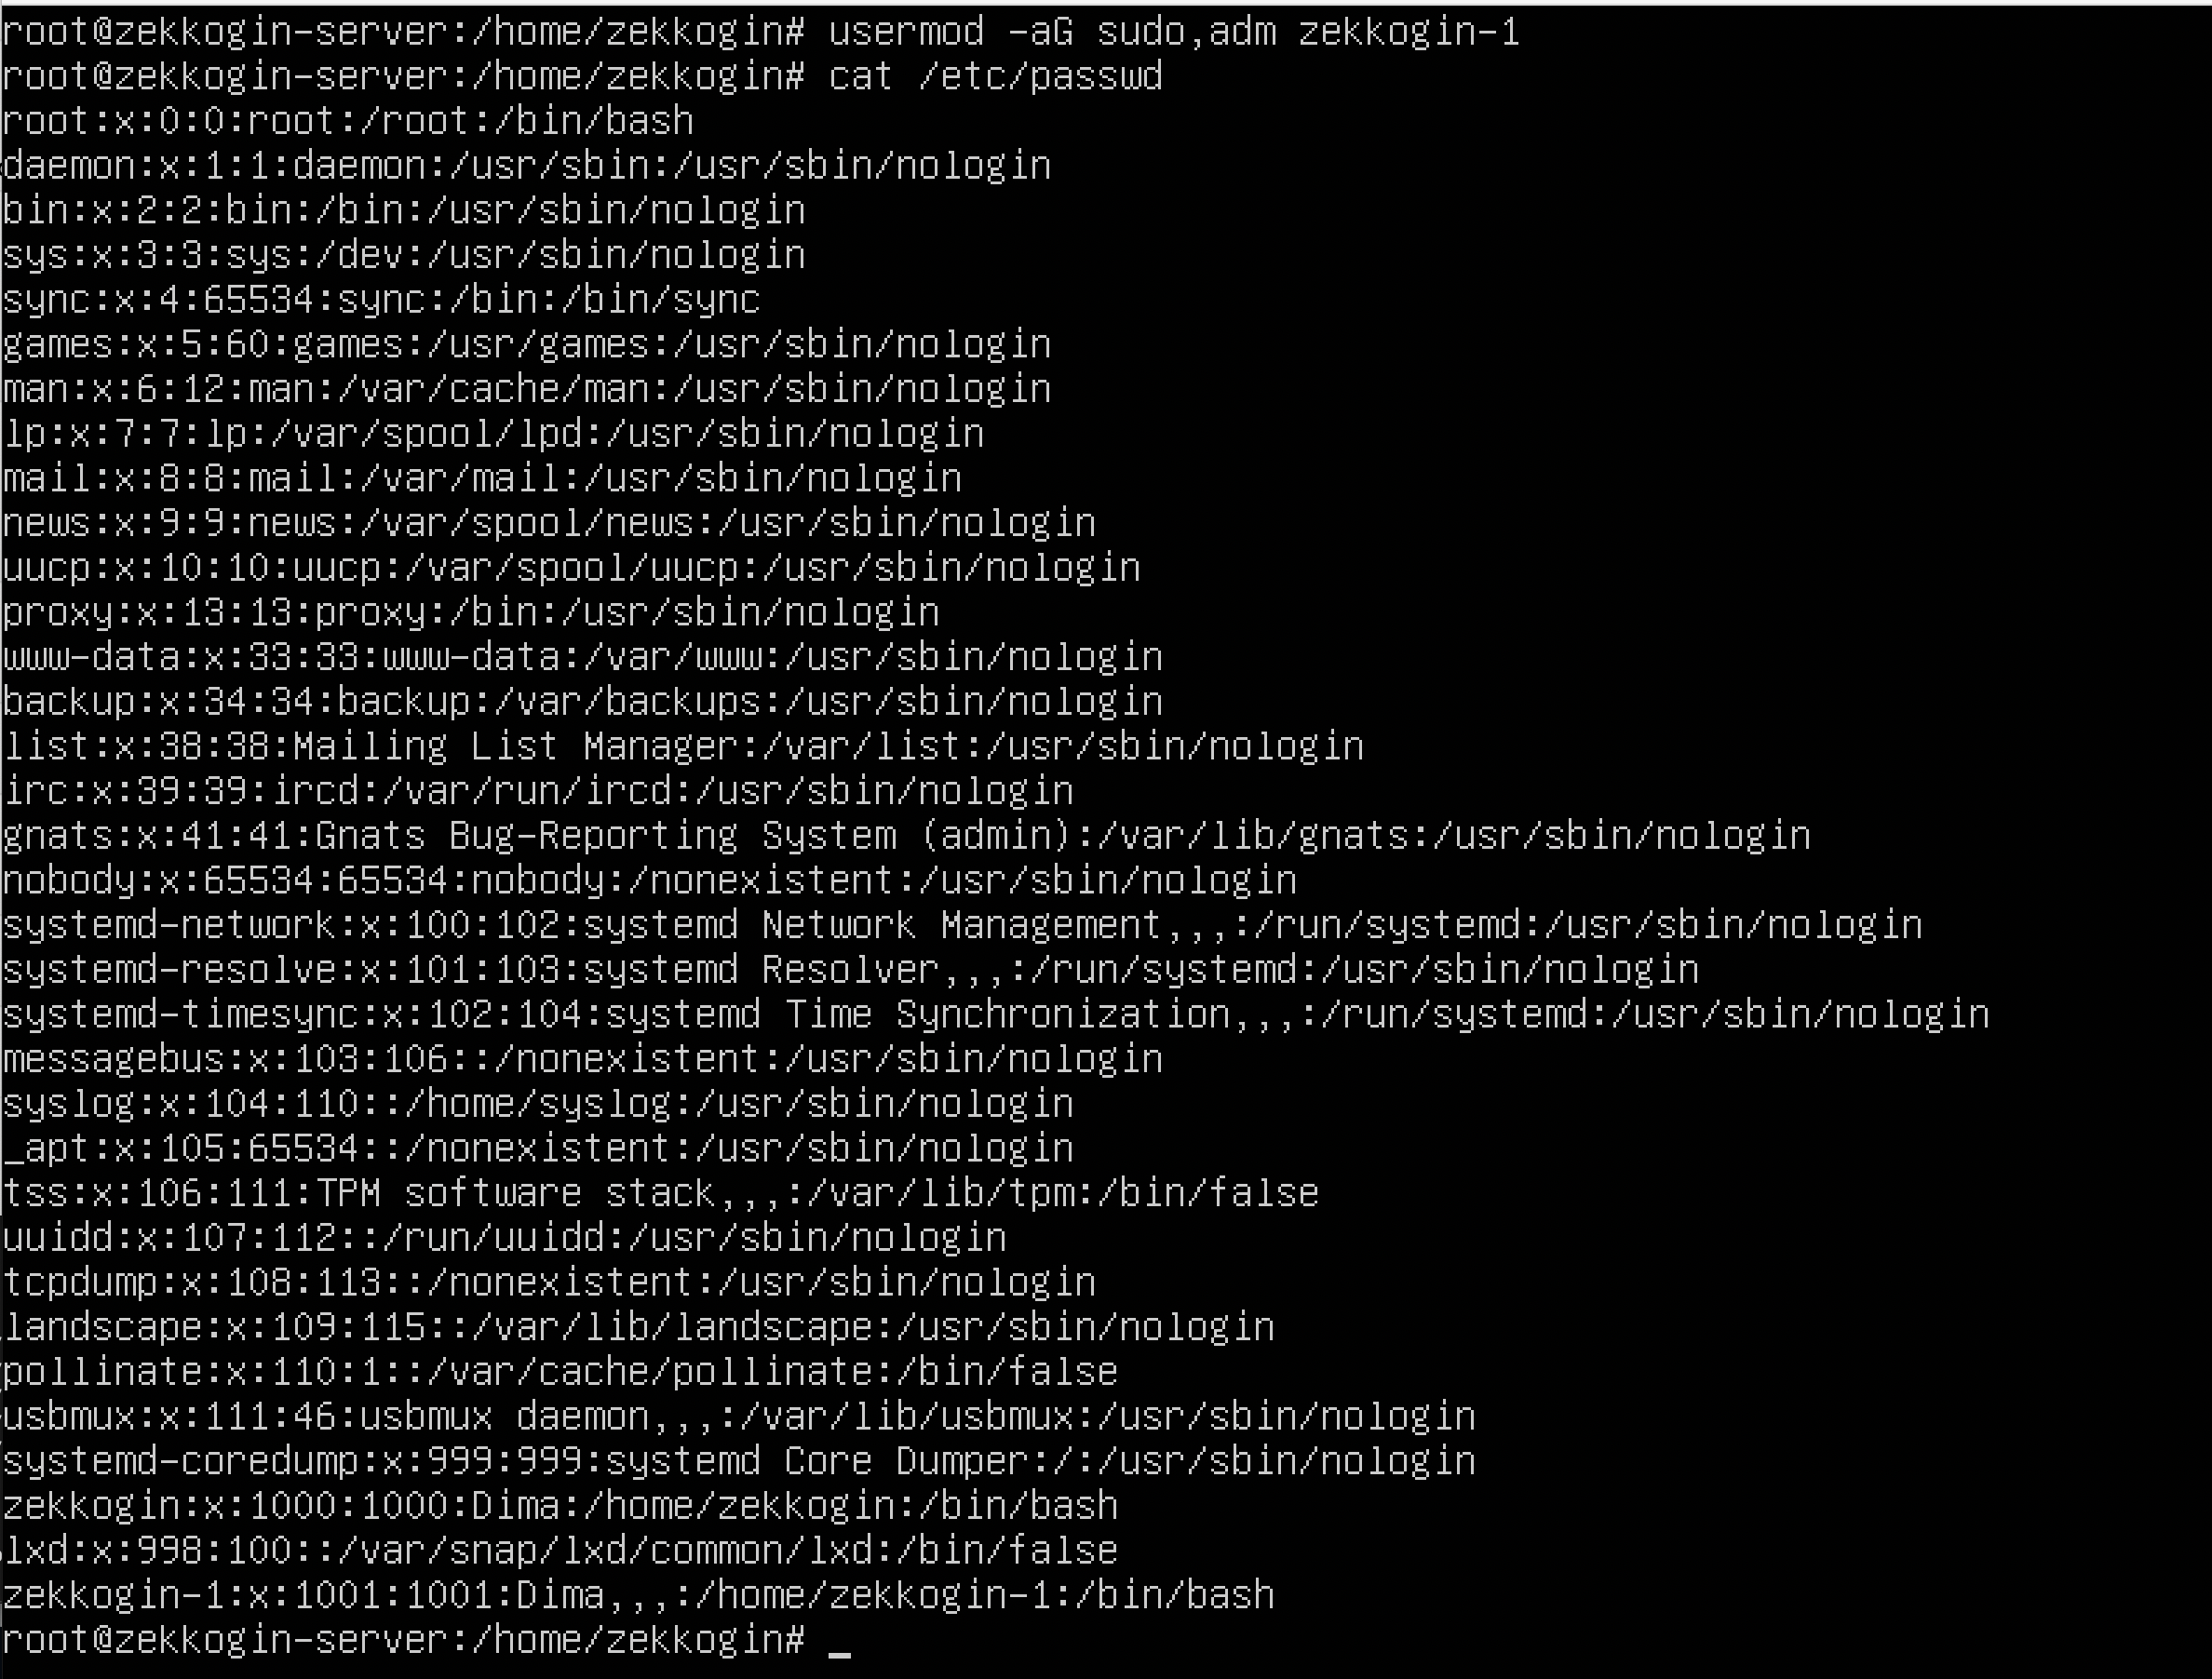 root@zekkogin-server:/home/zekkogin# usermod -aG sudo,adm zekkogin-1
root@zekkogin-server:/home/zekkogin# cat /etc/passwd
root:x:0:0:root:/root:/bin/bash
daemon:x:1:1:daemon:/usr/sbin:/usr/sbin/nologin
bin:x:2:2:bin:/bin:/usr/sbin/nologin
sys:x:3:3:sys:/dev:/usr/sbin/nologin
sync:x:4:65534:sync:/bin:/bin/sync
games:x:5:60:games:/usr/games:/usr/sbin/nologin
man:x:6:12:man:/var/cache/man:/usr/sbin/nologin
lp:x:7:7:lp:/var/spool/lpd:/usr/sbin/nologin
mail:x:8:8:mail:/var/mail:/usr/sbin/nologin
news:x:9:9:news:/var/spool/news:/usr/sbin/nologin
uucp:x:10:10:uucp:/var/spool/uucp:/usr/sbin/nologin
proxy:x:13:13:proxy:/bin:/usr/sbin/nologin
www-data:x:33:33:www-data:/var/www:/usr/sbin/nologin
backup:x:34:34:backup:/var/backups:/usr/sbin/nologin
list:x:38:38:Mailing List Manager:/var/list:/usr/sbin/nologin
irc:x:39:39:ircd:/var/run/ircd:/usr/sbin/nologin
gnats:x:41:41:Gnats Bug-Reporting System (admin):/var/lib/gnats:/usr/sbin/nologin
nobody:x:65534:65534:nobody:/nonexistent:/usr/sbin/nologin
systemd-network:x:100:102:systemd Network Management,,,:/run/systemd:/usr/sbin/nologin
systemd-resolve:x:101:103:systemd Resolver,,,:/run/systemd:/usr/sbin/nologin
systemd-timesync:x:102:104:systemd Time Synchronization,,,:/run/systemd:/usr/sbin/nologin
messagebus:x:103:106::/nonexistent:/usr/sbin/nologin
syslog:x:104:110::/home/syslog:/usr/sbin/nologin
_apt:x:105:65534::/nonexistent:/usr/sbin/nologin
tss:x:106:111:TPM software stack,,,:/var/lib/tpm:/bin/false
uuidd:x:107:112::/run/uuidd:/usr/sbin/nologin
tcpdump:x:108:113::/nonexistent:/usr/sbin/nologin
landscape:x:109:115::/var/lib/landscape:/usr/sbin/nologin
pollinate:x:110:1::/var/cache/pollinate:/bin/false
usbmux:x:111:46:usbmux daemon,,,:/var/lib/usbmux:/usr/sbin/nologin
systemd-coredump:x:999:999:systemd Core Dumper:/:/usr/sbin/nologin
zekkogin:x:1000:1000:Dima:/home/zekkogin:/bin/bash
lxd:x:998:100::/var/snap/lxd/common/lxd:/bin/false
zekkogin-1:x:1001:1001:Dima,,,:/home/zekkogin-1:/bin/bash
root@zekkogin-server:/home/zekkogin# _